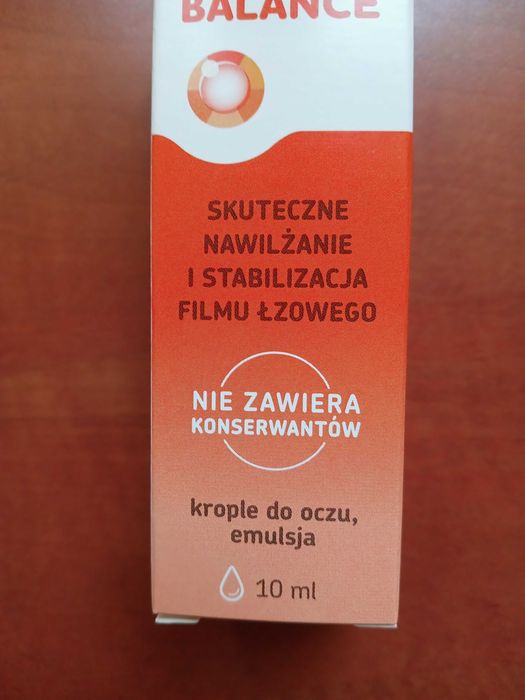 BALANCE
SKUTECZNE
NAWILŻANIE
I STABILIZACJA
FILMU ŁZOWEGO
NIE ZAWIERA
KONSERWANTÓW
krople do oczu,
emulsja
10 ml